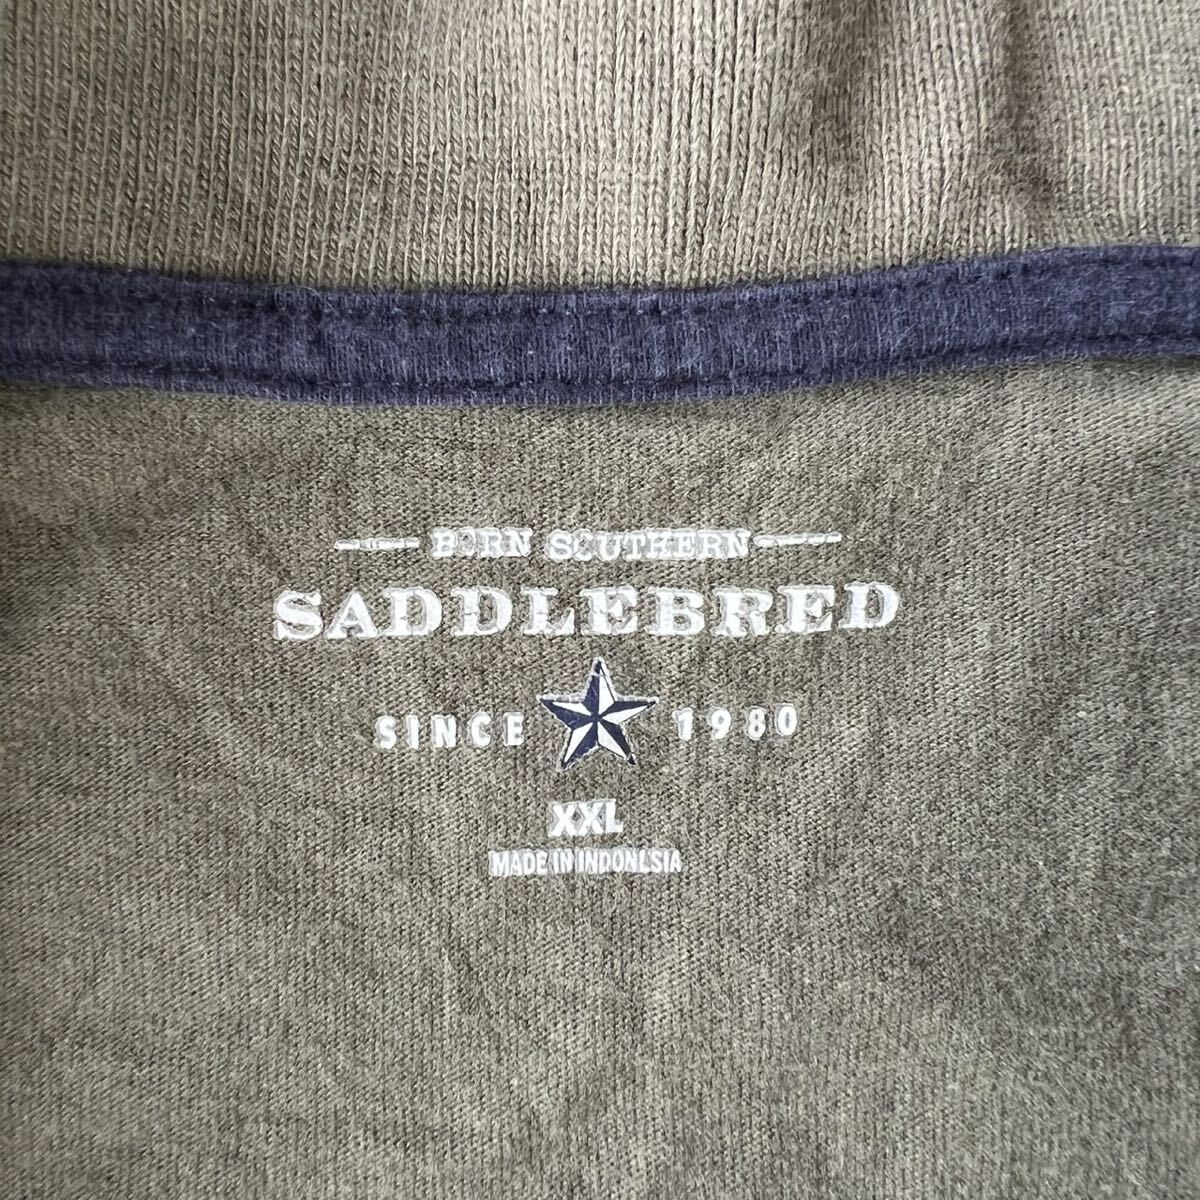 BORN SOUTHERN
SADDLEBRED
SINCE 1980
XXL
MADE IN INDONESIA